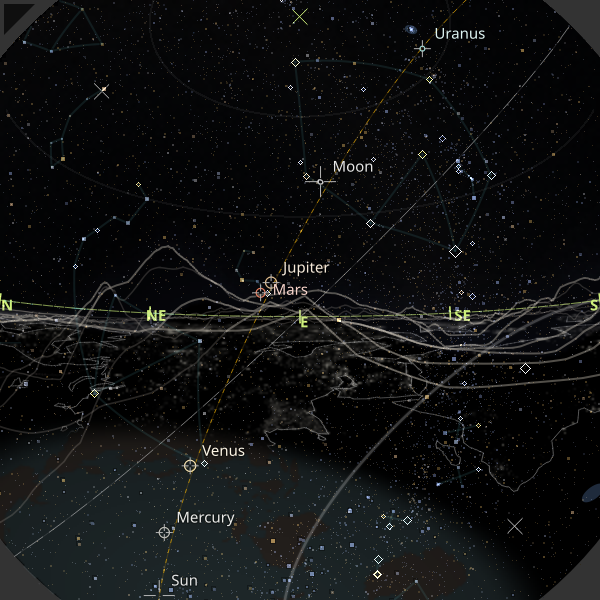 Uranus
Moon
Jupiter
Mars
N
NE
E
SE
S
Venus
Mercury
Sun